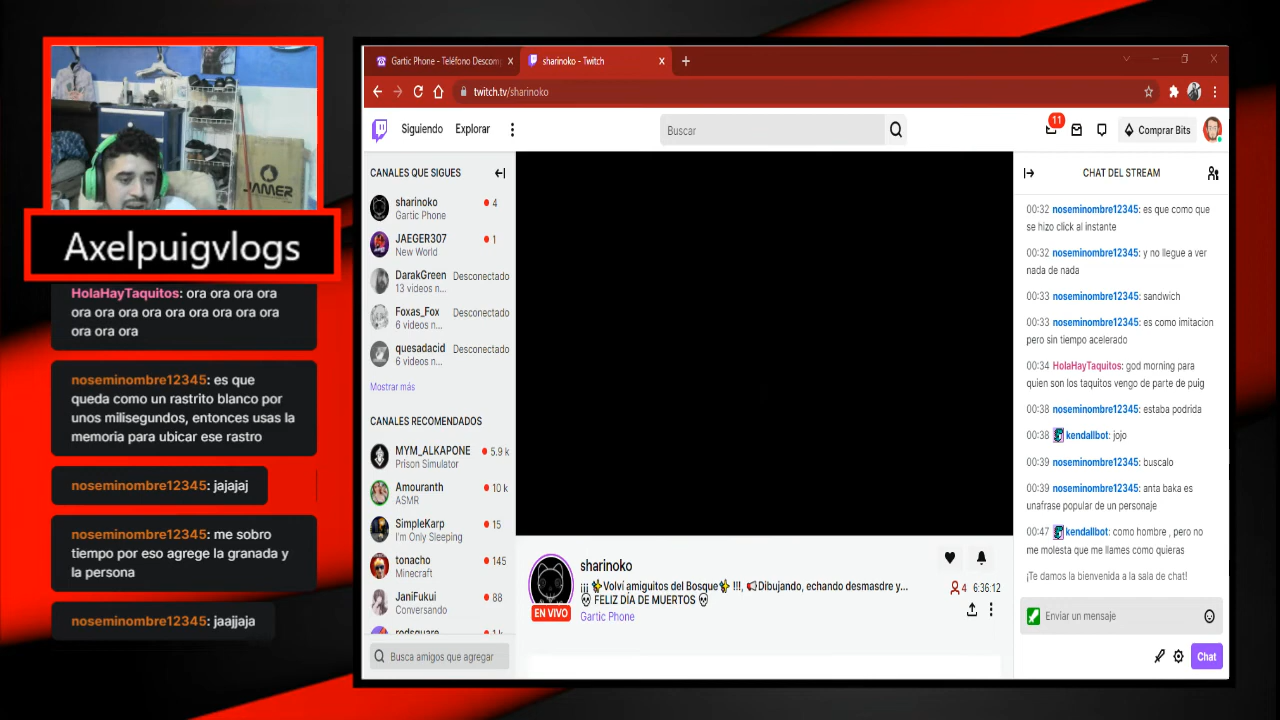 JAMER
Axelpuigvlogs
HolaHayTaquitos: ora ora ora ora
ora ora ora ora ora ora ora ora
ora ora ora
noseminombre12345: es que
queda como un rastrito blanco por
unos milisegundos, entonces usas la
memoria para ubicar ese rastro
noseminombre12345: jajajaj
noseminombre12345: me sobro
tiempo por eso agrege la granada y
la persona
noseminombre12345: jaajjaja
Gartic Phone - Teléfono Descomp
sharinoko - Twitch
twitch.tv/sharinoko
Siguiendo
Explorar
Buscar
11
Comprar Bits
CANALES QUE SIGUES
sharinoko 4
Gartic Phone
JAEGER307 1
New World
DarakGreen Desconectado
13 videos n...
Foxas_Fox Desconectado
6 videos n...
quesadacid Desconectado
6 videos n...
Mostrar más
CANALES RECOMENDADOS
MYM_ALKAPONE 5.9 k
Prison Simulator
Amouranth 10 k
ASMR
SimpleKarp 15
I'm Only Sleeping
tonacho 145
Minecraft
JaniFukui 88
Conversando
rodsquare 1 k
Busca amigos que agregar
EN VIVO
sharinoko
¡¡¡ ✨Volví amiguitos del Bosque✨ !!!, 📢Dibujando, echando desmasdre y...
💀 FELIZ DÍA DE MUERTOS 💀
Gartic Phone
4 6:36:12
CHAT DEL STREAM
00:32 noseminombre12345: es que como que
se hizo click al instante
00:32 noseminombre12345: y no llegue a ver
nada de nada
00:33 noseminombre12345: sandwich
00:33 noseminombre12345: es como imitacion
pero sin tiempo acelerado
00:34 HolaHayTaquitos: god morning para
quien son los taquitos vengo de parte de puig
00:38 noseminombre12345: estaba podrida
00:38 kendallbot: jojo
00:39 noseminombre12345: buscalo
00:39 noseminombre12345: anta baka es
unafrase popular de un personaje
00:47 kendallbot: como hombre , pero no
me molesta que me llames como quieras
¡Te damos la bienvenida a la sala de chat!
Enviar un mensaje
Chat